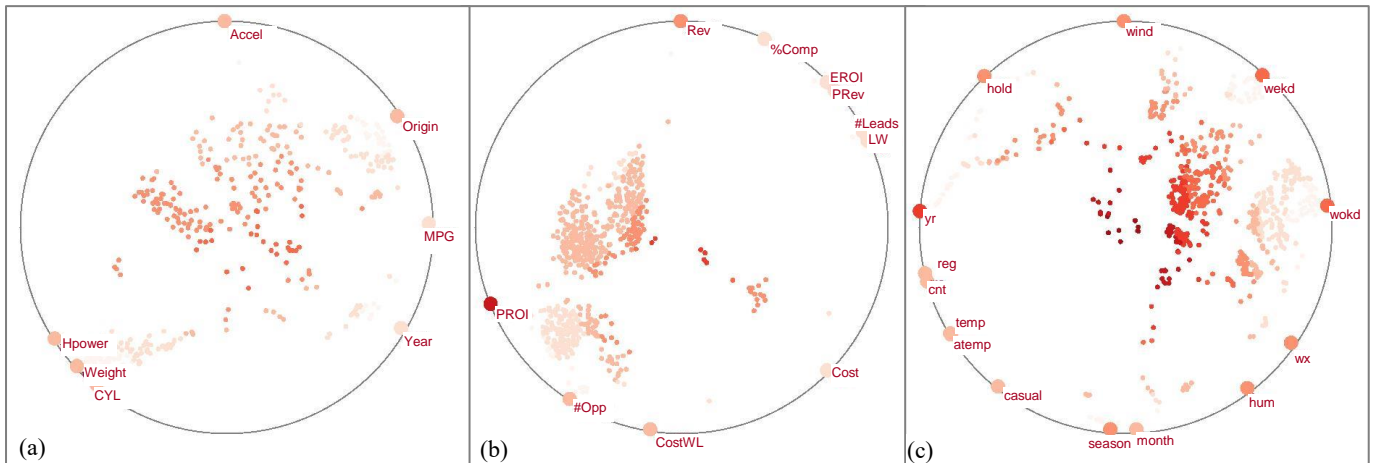 Accel
Origin
MPG
Year
Hpower
Weight
CYL
(a)
Rev
%Comp
EROI
PRev
#Leads
LW
PROI
Cost
#Opp
CostWL
(b)
wind
hold
wekd
yr
wokd
reg
cnt
temp
atemp
wx
casual
hum
season
month
(c)